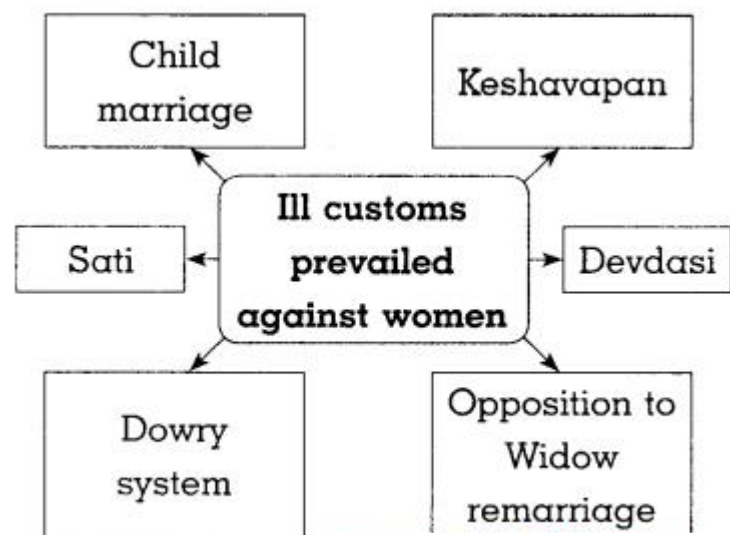 Child
marriage
Keshavapan
Ill customs
prevailed
against women
Sati
Devdasi
Dowry
system
Opposition to
Widow
remarriage